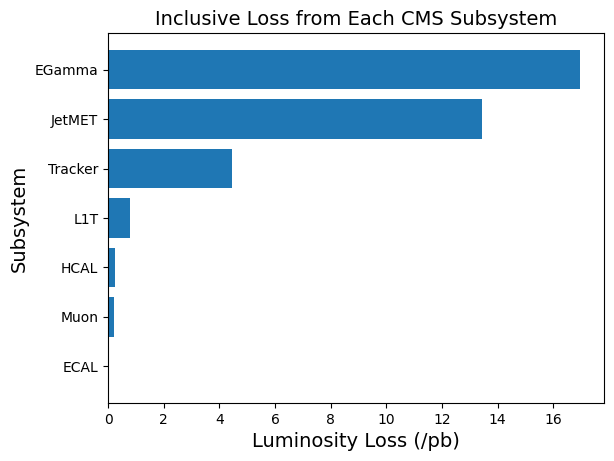 Inclusive Loss from Each CMS Subsystem
EGamma
JetMET
Tracker
L1T
HCAL
Muon
ECAL
Subsystem
0 2 4 6 8 10 12 14 16
Luminosity Loss (/pb)